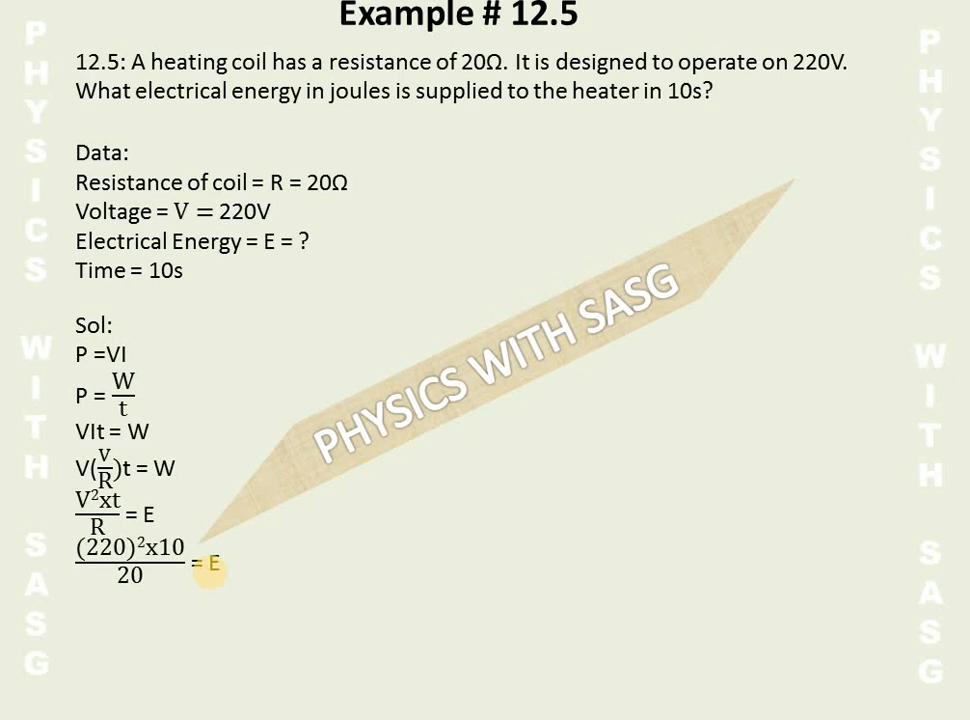 Example # 12.5
12.5: A heating coil has a resistance of 20Ω. It is designed to operate on 220V.
What electrical energy in joules is supplied to the heater in 10s?
Data:
Resistance of coil = R = 20Ω
Voltage = V = 220V
Electrical Energy = E = ?
Time = 10s
Sol:
P =VI
P = W/t
VIt = W
V(V/R)t = W
V²xt/R = E
(220)²x10/20 = E
PHYSICS WITH SASG
PHYSICS WITH SASG
PHYSICS WITH SASG